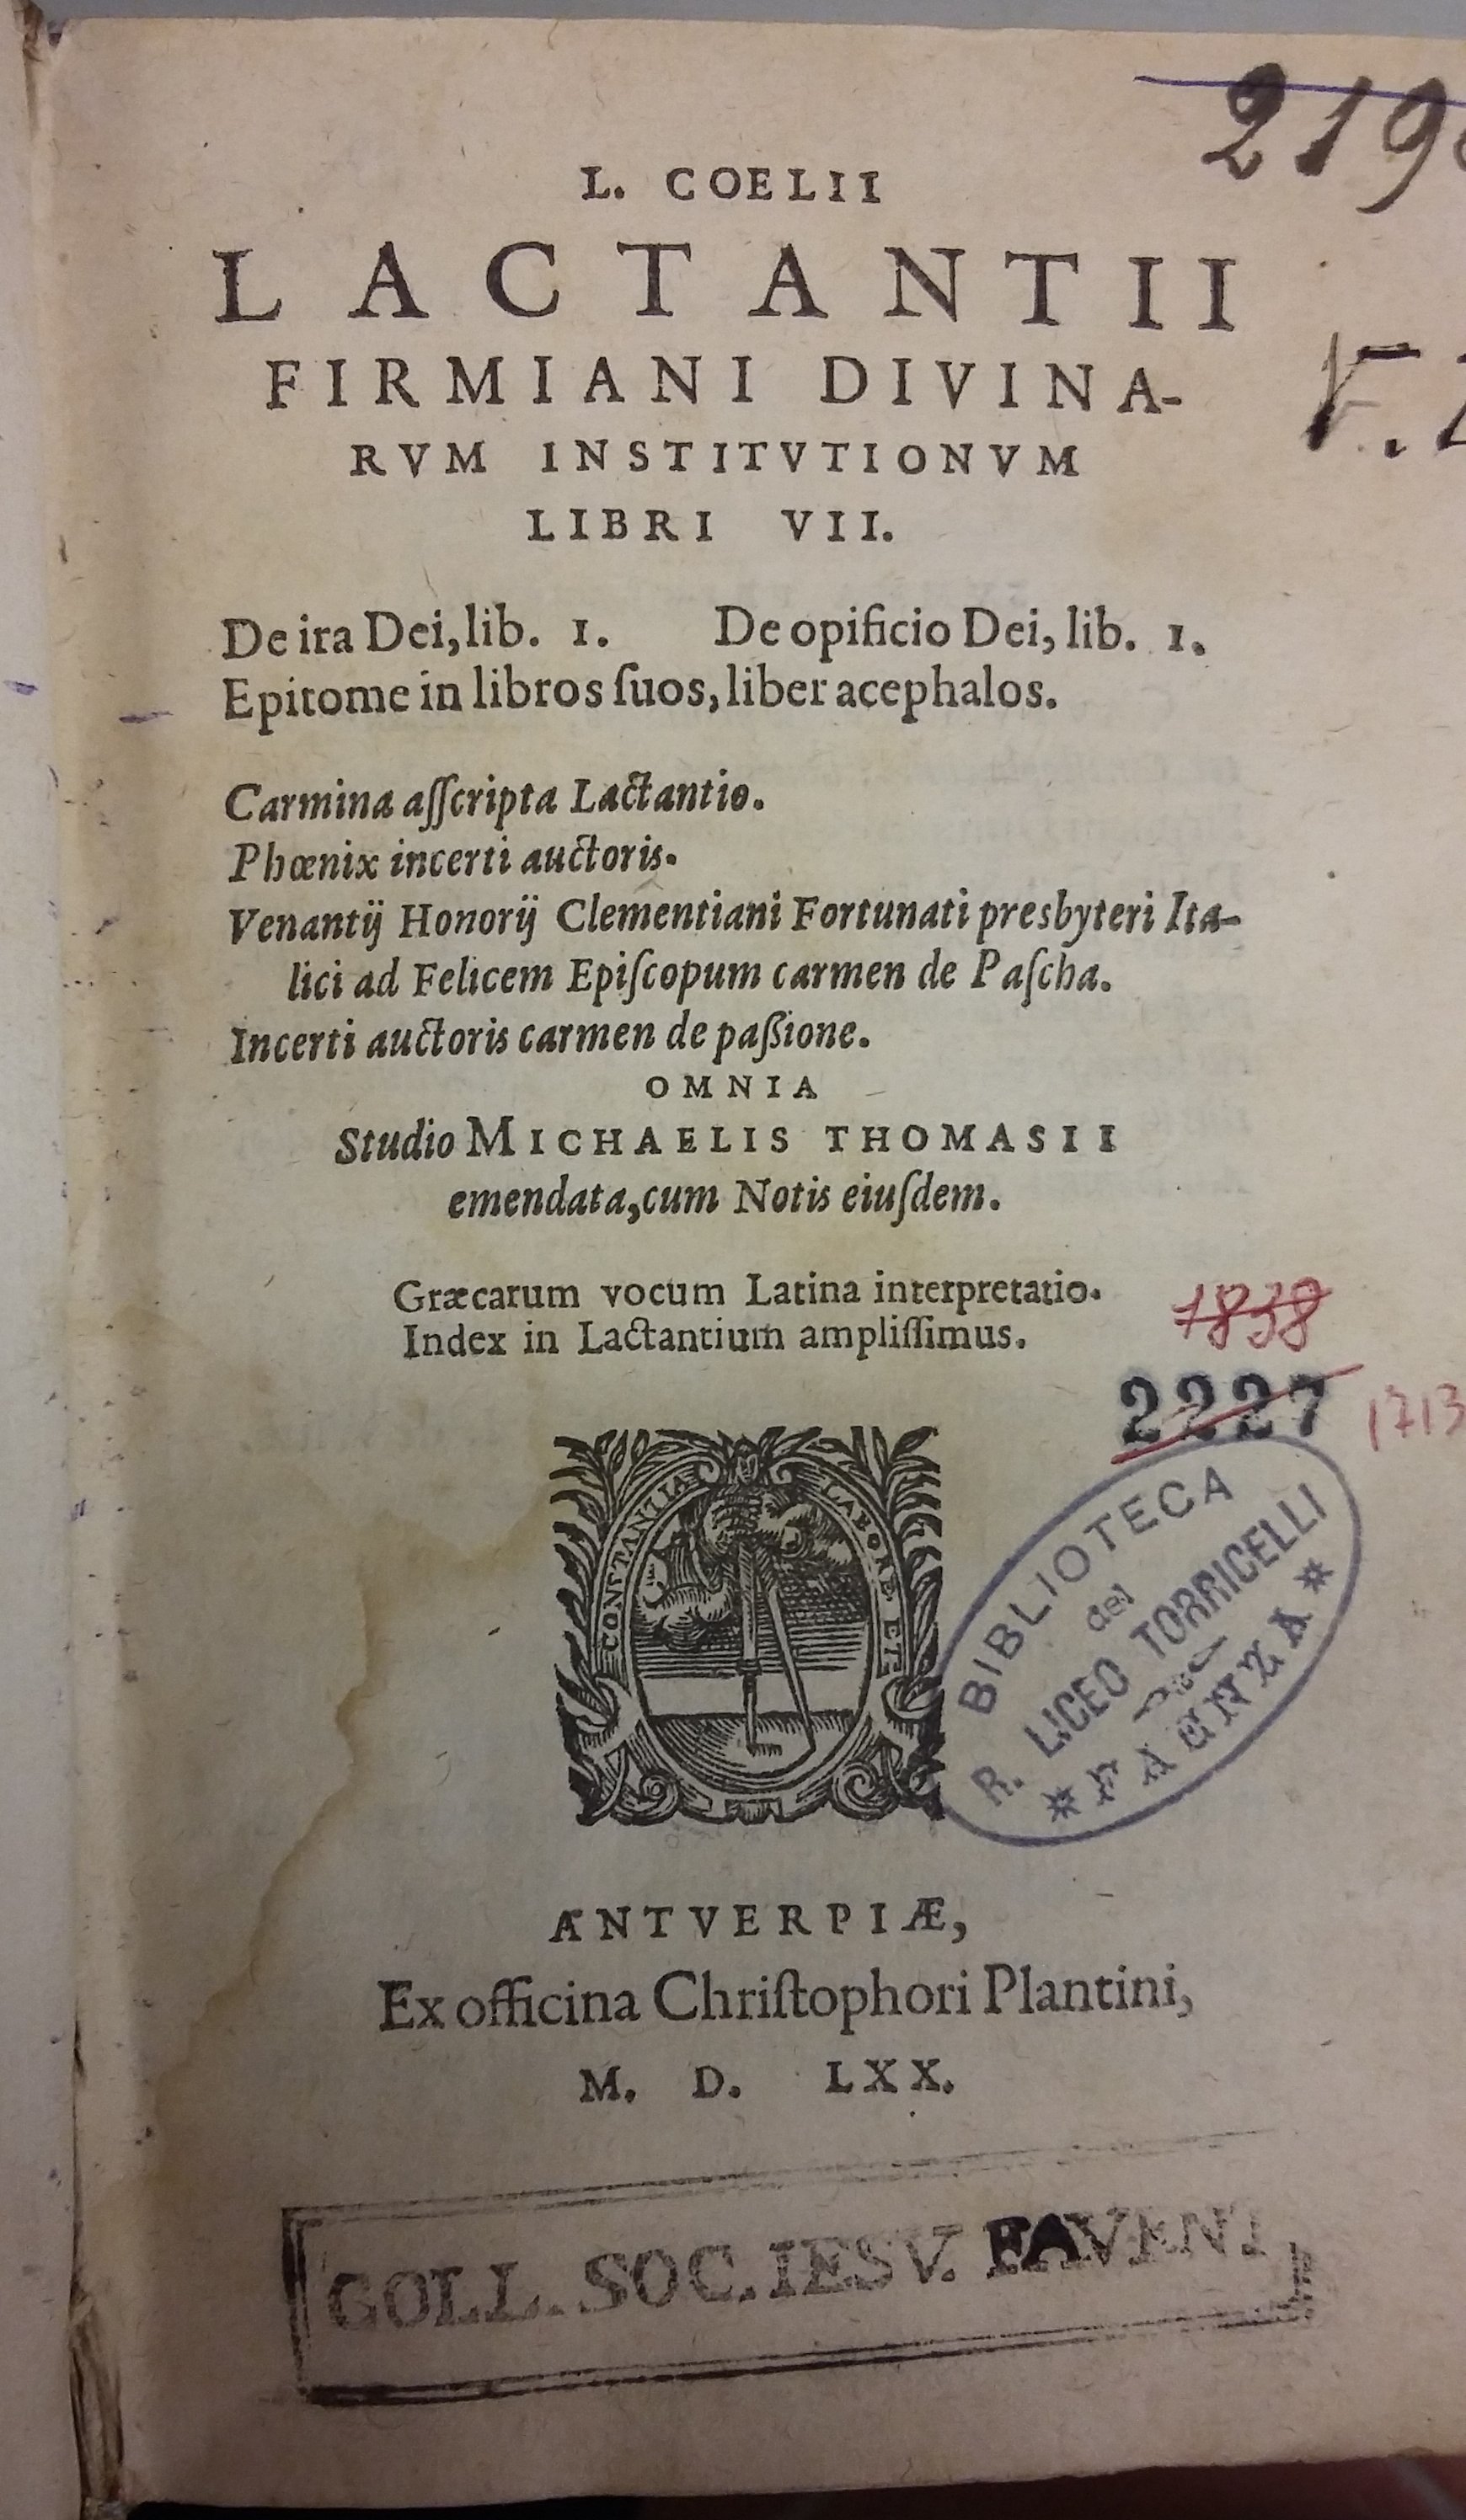 219
L. COELII
LACTANTII
FIRMIANI DIVINA-
RVM INSTITVTIONVM
LIBRI VII.
De ira Dei, lib. 1. De opificio Dei, lib. 1.
Epitome in libros ſuos, liber acephalos.
Carmina aſſcripta Lactantio.
Phœnix incerti auctoris.
Venantij Honorij Clementiani Fortunati presbyteri Ita-
lici ad Felicem Epiſcopum carmen de Paſcha.
Incerti auctoris carmen de paßione.
OMNIA
Studio MICHAELIS THOMASII
emendata, cum Notis eiuſdem.
Græcarum vocum Latina interpretatio.
Index in Lactantium ampliſſimus.
1838
2227 1713
CONSTANTIA LABORE ET
BIBLIOTECA
del
R. LICEO TORRICELLI
* FAENZA *
ANTVERPIÆ,
Ex officina Chriſtophori Plantini,
M. D. LXX.
COLL. SOC. IESV. FAVENT